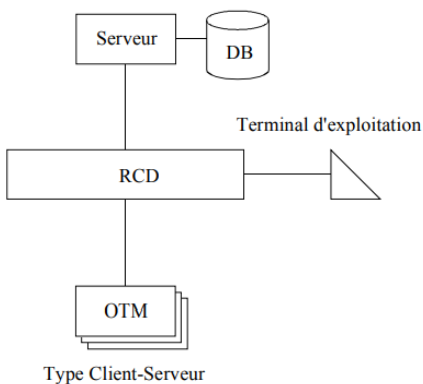 Serveur
DB
Terminal d'exploitation
RCD
OTM
Type Client-Serveur